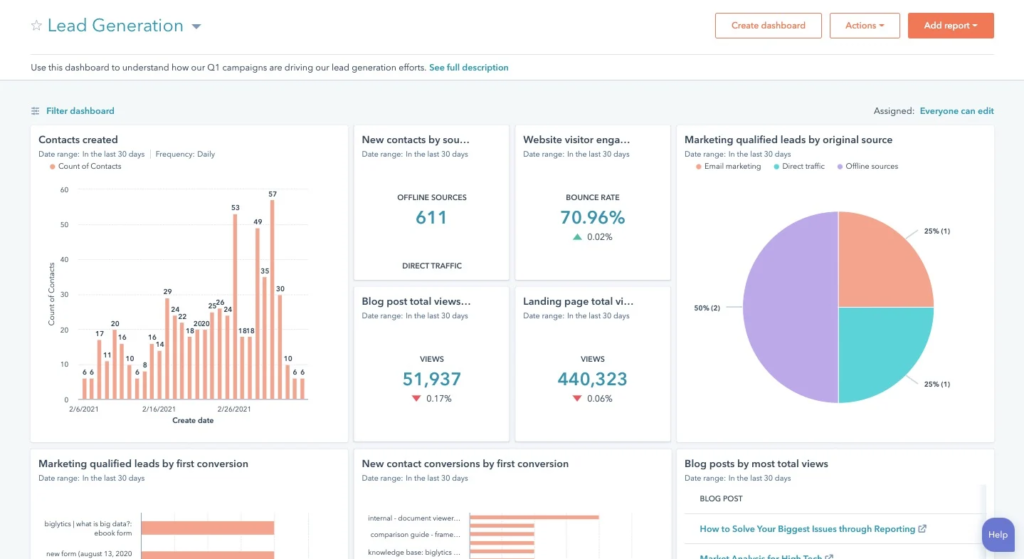 Lead Generation
Create dashboard
Actions
Add report
Use this dashboard to understand how our Q1 campaigns are driving our lead generation efforts. See full description
Filter dashboard
Assigned: Everyone can edit
Contacts created
Date range: In the last 30 days | Frequency: Daily
Count of Contacts
60
50
40
30
20
10
0
Count of Contacts
6 6 17 11 20 16 10 6 8 16 14 29 24 22 18 20 20 25 26 24 53 18 18 49 35 57 30 10 6 6
2/6/2021 2/16/2021 2/26/2021
Create date
New contacts by sou...
Date range: In the last 30 days
OFFLINE SOURCES
611
DIRECT TRAFFIC
Website visitor enga...
Date range: In the last 30 days
BOUNCE RATE
70.96%
0.02%
Blog post total views...
Date range: In the last 30 days
VIEWS
51,937
0.17%
Landing page total vi...
Date range: In the last 30 days
VIEWS
440,323
0.06%
Marketing qualified leads by original source
Date range: In the last 30 days
Email marketing Direct traffic Offline sources
25% (1)
50% (2)
25% (1)
Marketing qualified leads by first conversion
Date range: In the last 30 days
biglytics | what is big data?:
ebook form
new form (august 13, 2020
New contact conversions by first conversion
Date range: In the last 30 days
internal - document viewer...
comparison guide - frame...
knowledge base: biglytics ...
Blog posts by most total views
Date range: In the last 30 days
BLOG POST
How to Solve Your Biggest Issues through Reporting
Market Analysis for High Tech
Help